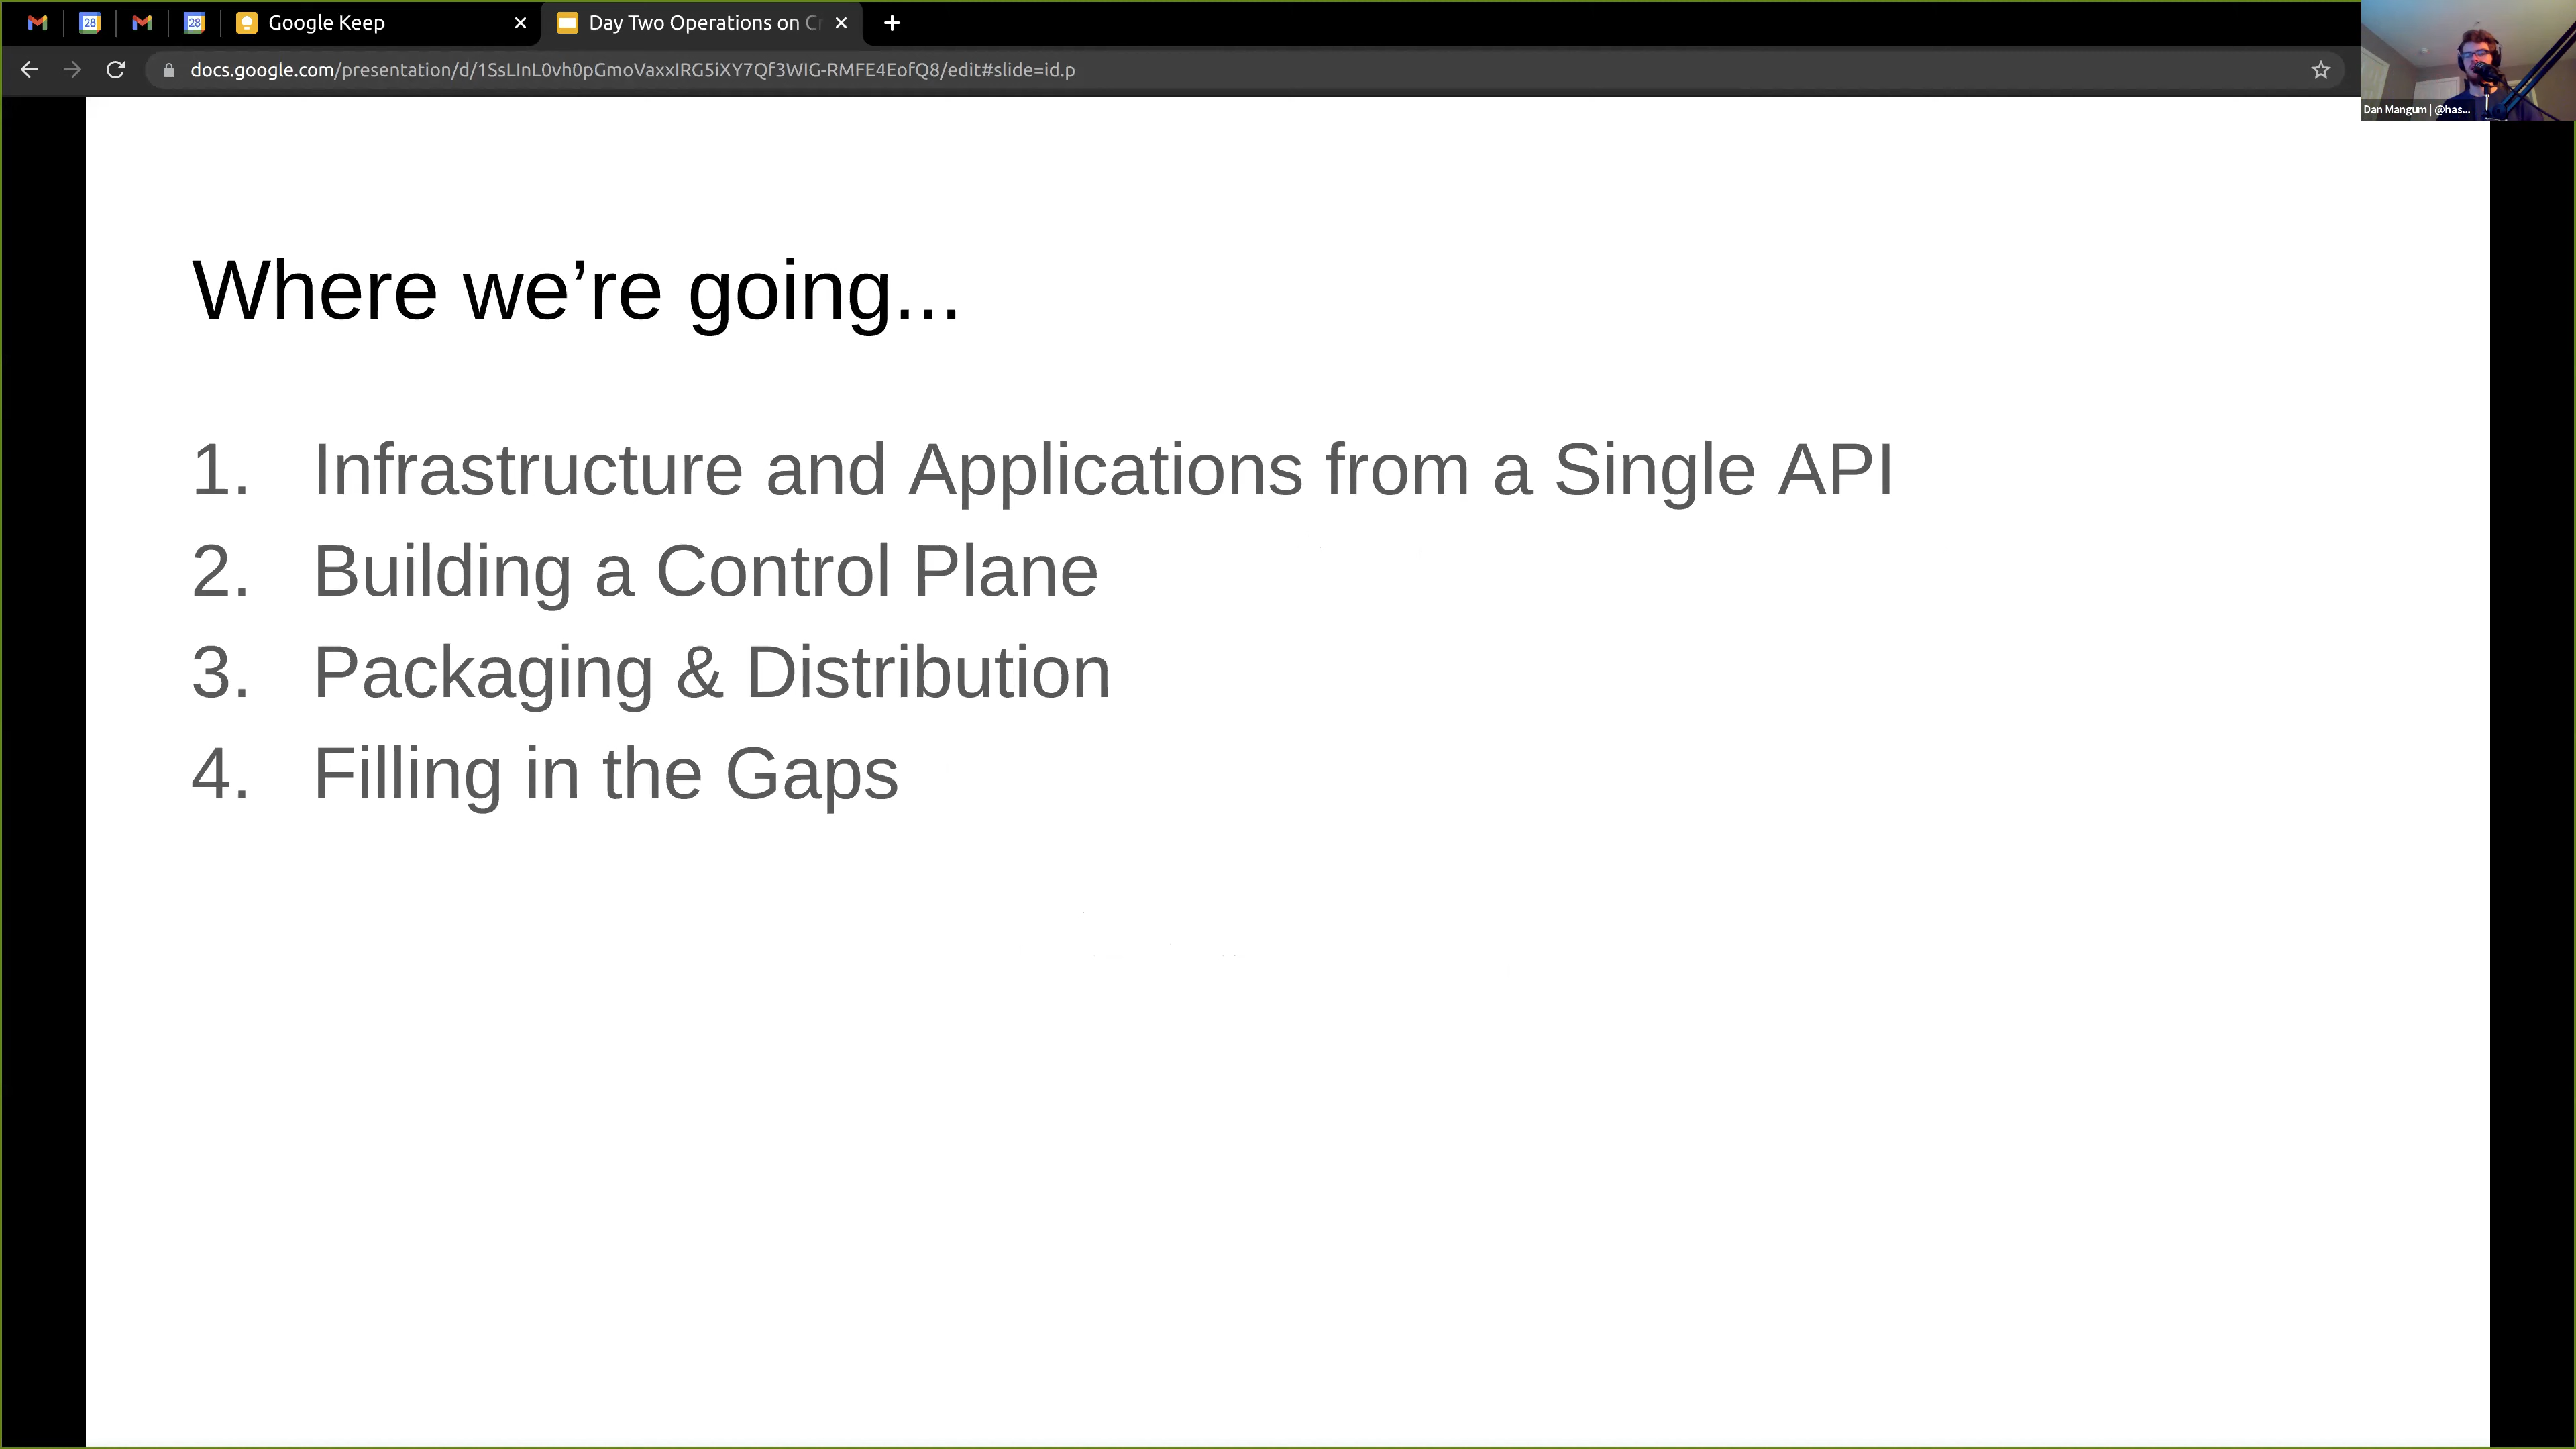 28
28
Google Keep
Day Two Operations on
docs.google.com/presentation/d/1SsLInL0vh0pGmoVaxxIRG5iXY7Qf3WIG-RMFE4EofQ8/edit#slide=id.p
Dan Mangum | @has...
Where we’re going...
1. Infrastructure and Applications from a Single API
2. Building a Control Plane
3. Packaging & Distribution
4. Filling in the Gaps